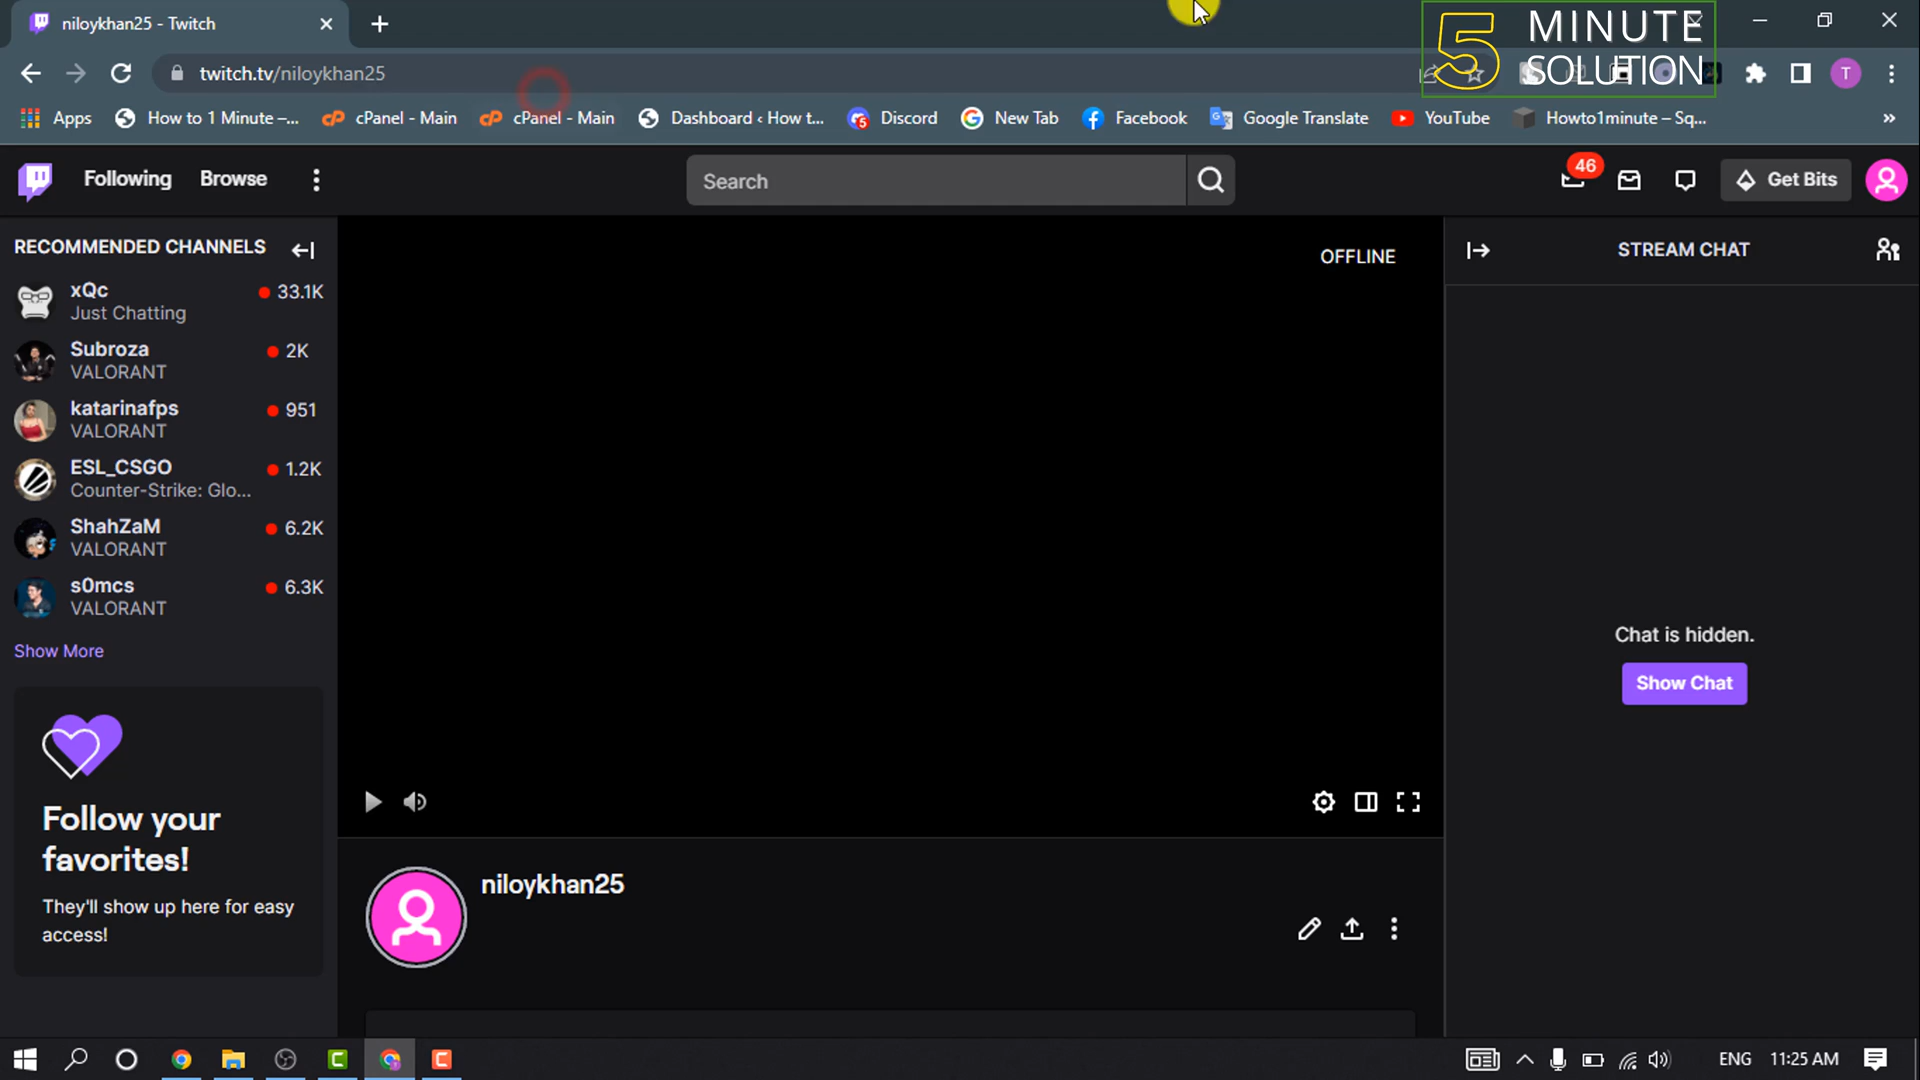 niloykhan25 - Twitch
5 MINUTE SOLUTION
twitch.tv/niloykhan25
T
Apps
How to 1 Minute –...
cPanel - Main
cPanel - Main
Dashboard ‹ How t...
Discord
New Tab
Facebook
Google Translate
YouTube
Howto1minute – Sq...
»
Following
Browse
Search
46
Get Bits
RECOMMENDED CHANNELS
xQc
33.1K
Just Chatting
Subroza
2K
VALORANT
katarinafps
951
VALORANT
ESL_CSGO
1.2K
Counter-Strike: Glo...
ShahZaM
6.2K
VALORANT
s0mcs
6.3K
VALORANT
Show More
Follow your
favorites!
They'll show up here for easy
access!
OFFLINE
niloykhan25
STREAM CHAT
Chat is hidden.
Show Chat
ENG
11:25 AM